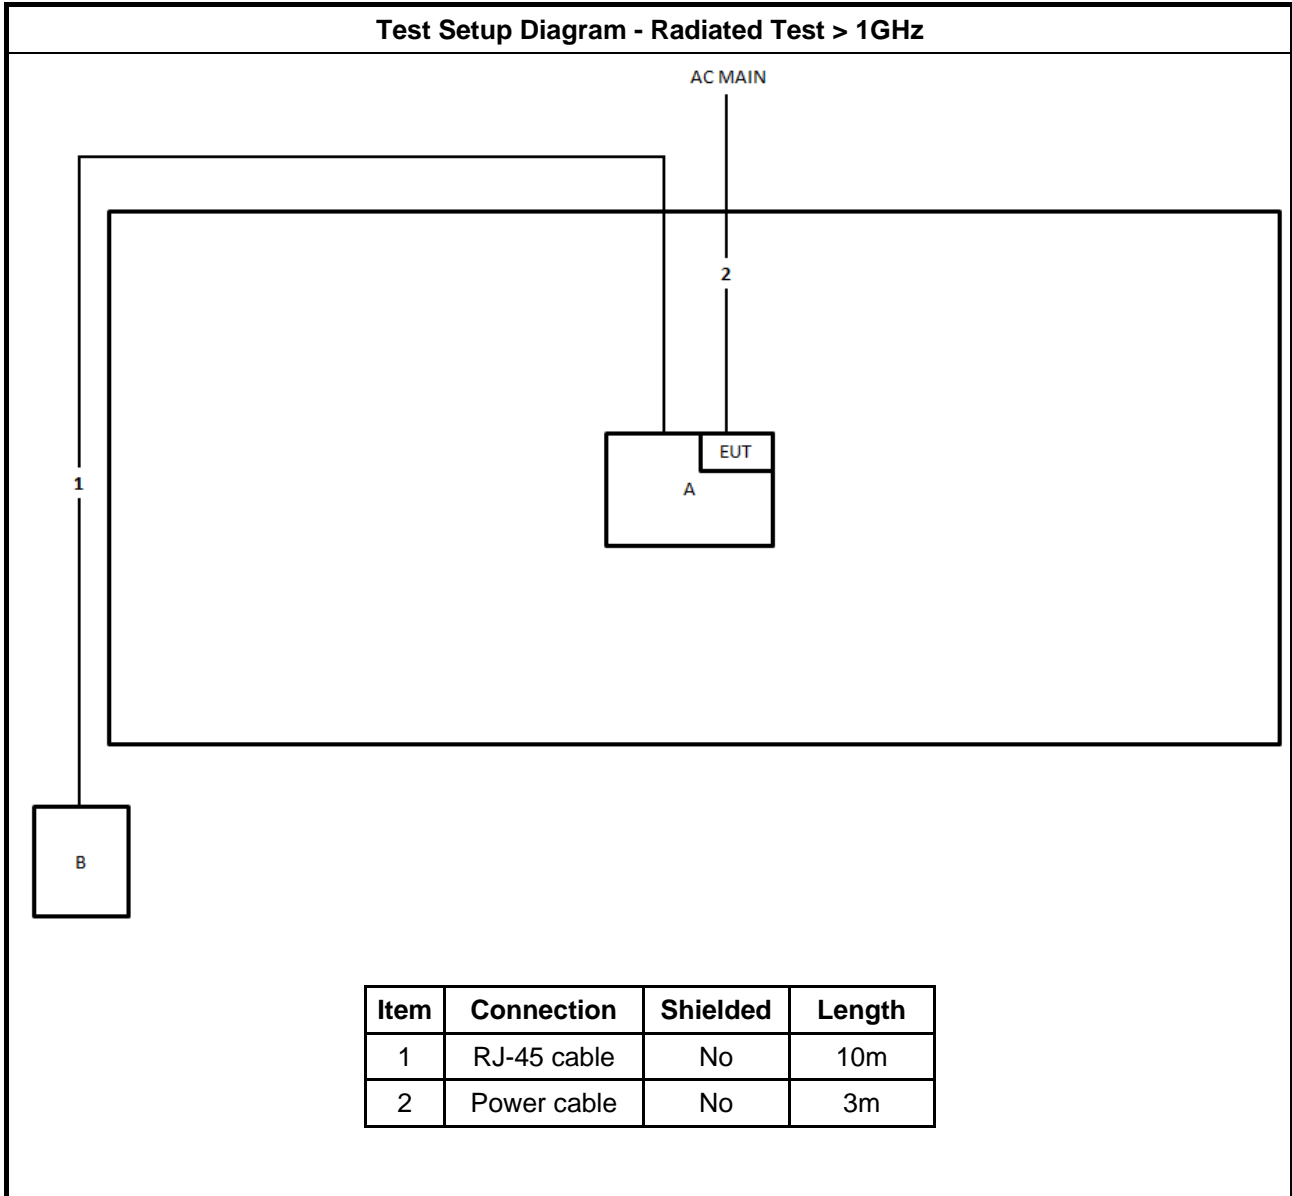 Test Setup Diagram - Radiated Test > 1GHz
AC MAIN
2
EUT
A
1
B
Item Connection Shielded Length
1 RJ-45 cable No 10m
2 Power cable No 3m